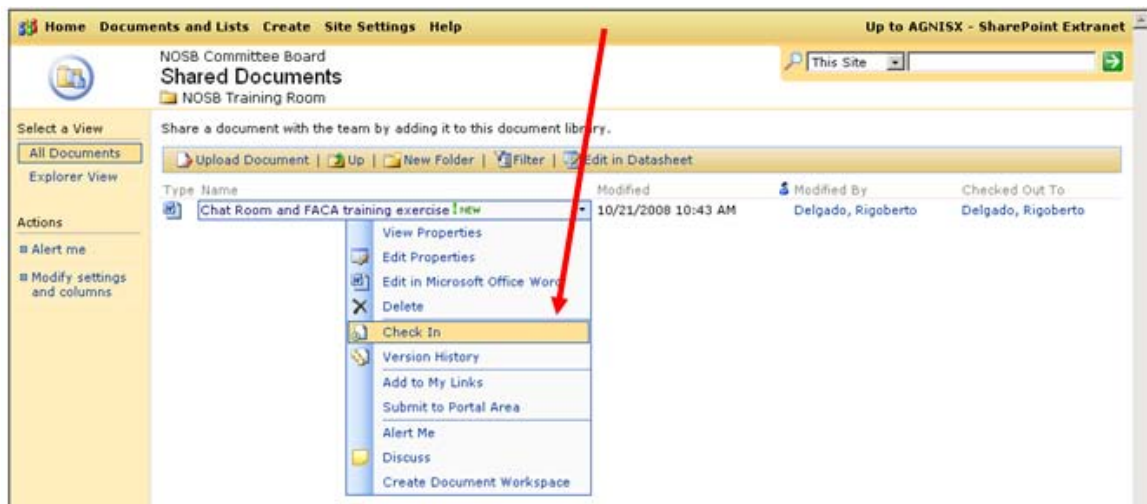 Home Documents and Lists Create Site Settings Help Up to AGNISX - SharePoint Extranet
NOSB Committee Board
Shared Documents
NOSB Training Room
This Site
Select a View
All Documents
Explorer View
Actions
Alert me
Modify settings
and columns
Share a document with the team by adding it to this document library.
Upload Document | Up | New Folder | Filter | Edit in Datasheet
Type Name Modified Modified By Checked Out To
Chat Room and FACA training exercise ! NEW 10/21/2008 10:43 AM Delgado, Rigoberto Delgado, Rigoberto
View Properties
Edit Properties
Edit in Microsoft Office Word
Delete
Check In
Version History
Add to My Links
Submit to Portal Area
Alert Me
Discuss
Create Document Workspace